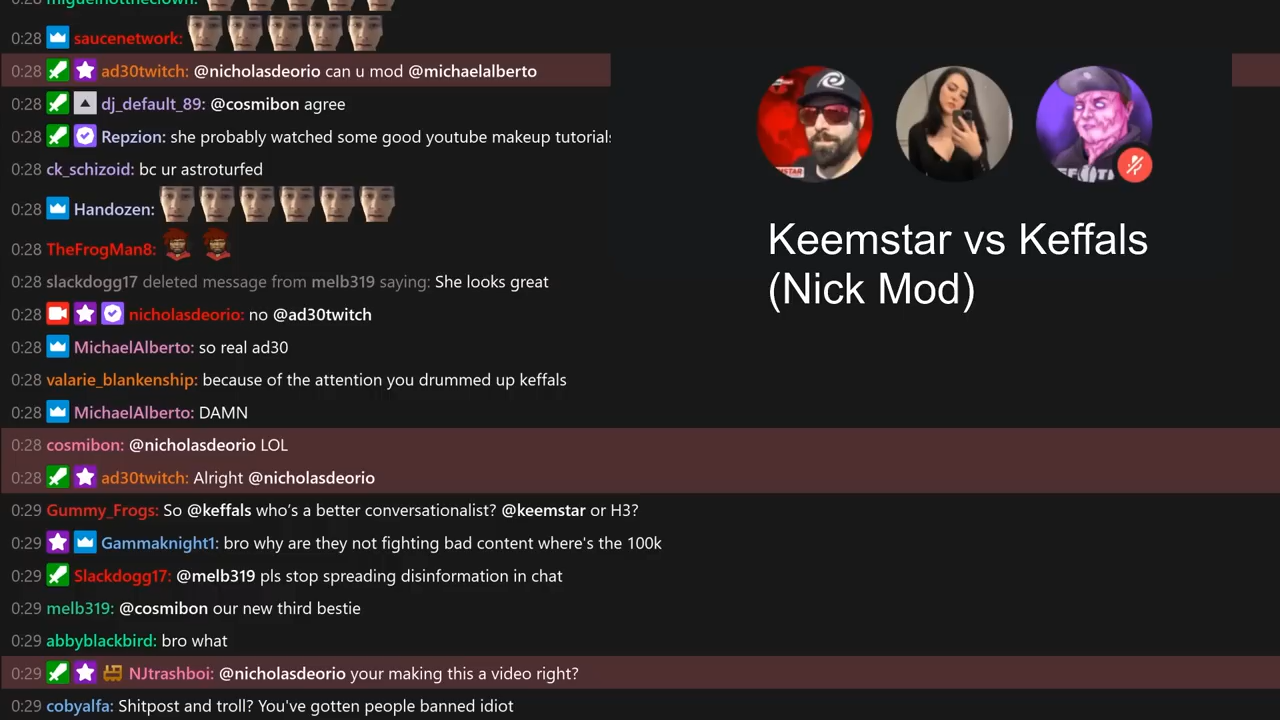 miguelhottheclown:
0:28 saucenetwork:
0:28 ad30twitch: @nicholasdeorio can u mod @michaelalberto
0:28 dj_default_89: @cosmibon agree
0:28 Repzion: she probably watched some good youtube makeup tutorials
0:28 ck_schizoid: bc ur astroturfed
0:28 Handozen:
0:28 TheFrogMan8:
0:28 slackdogg17 deleted message from melb319 saying: She looks great
0:28 nicholasdeorio: no @ad30twitch
0:28 MichaelAlberto: so real ad30
0:28 valarie_blankenship: because of the attention you drummed up keffals
0:28 MichaelAlberto: DAMN
0:28 cosmibon: @nicholasdeorio LOL
0:28 ad30twitch: Alright @nicholasdeorio
0:29 Gummy_Frogs: So @keffals who's a better conversationalist? @keemstar or H3?
0:29 Gammaknight1: bro why are they not fighting bad content where's the 100k
0:29 Slackdogg17: @melb319 pls stop spreading disinformation in chat
0:29 melb319: @cosmibon our new third bestie
0:29 abbyblackbird: bro what
0:29 NJtrashboi: @nicholasdeorio your making this a video right?
0:29 cobyalfa: Shitpost and troll? You've gotten people banned idiot
Keemstar vs Keffals
(Nick Mod)